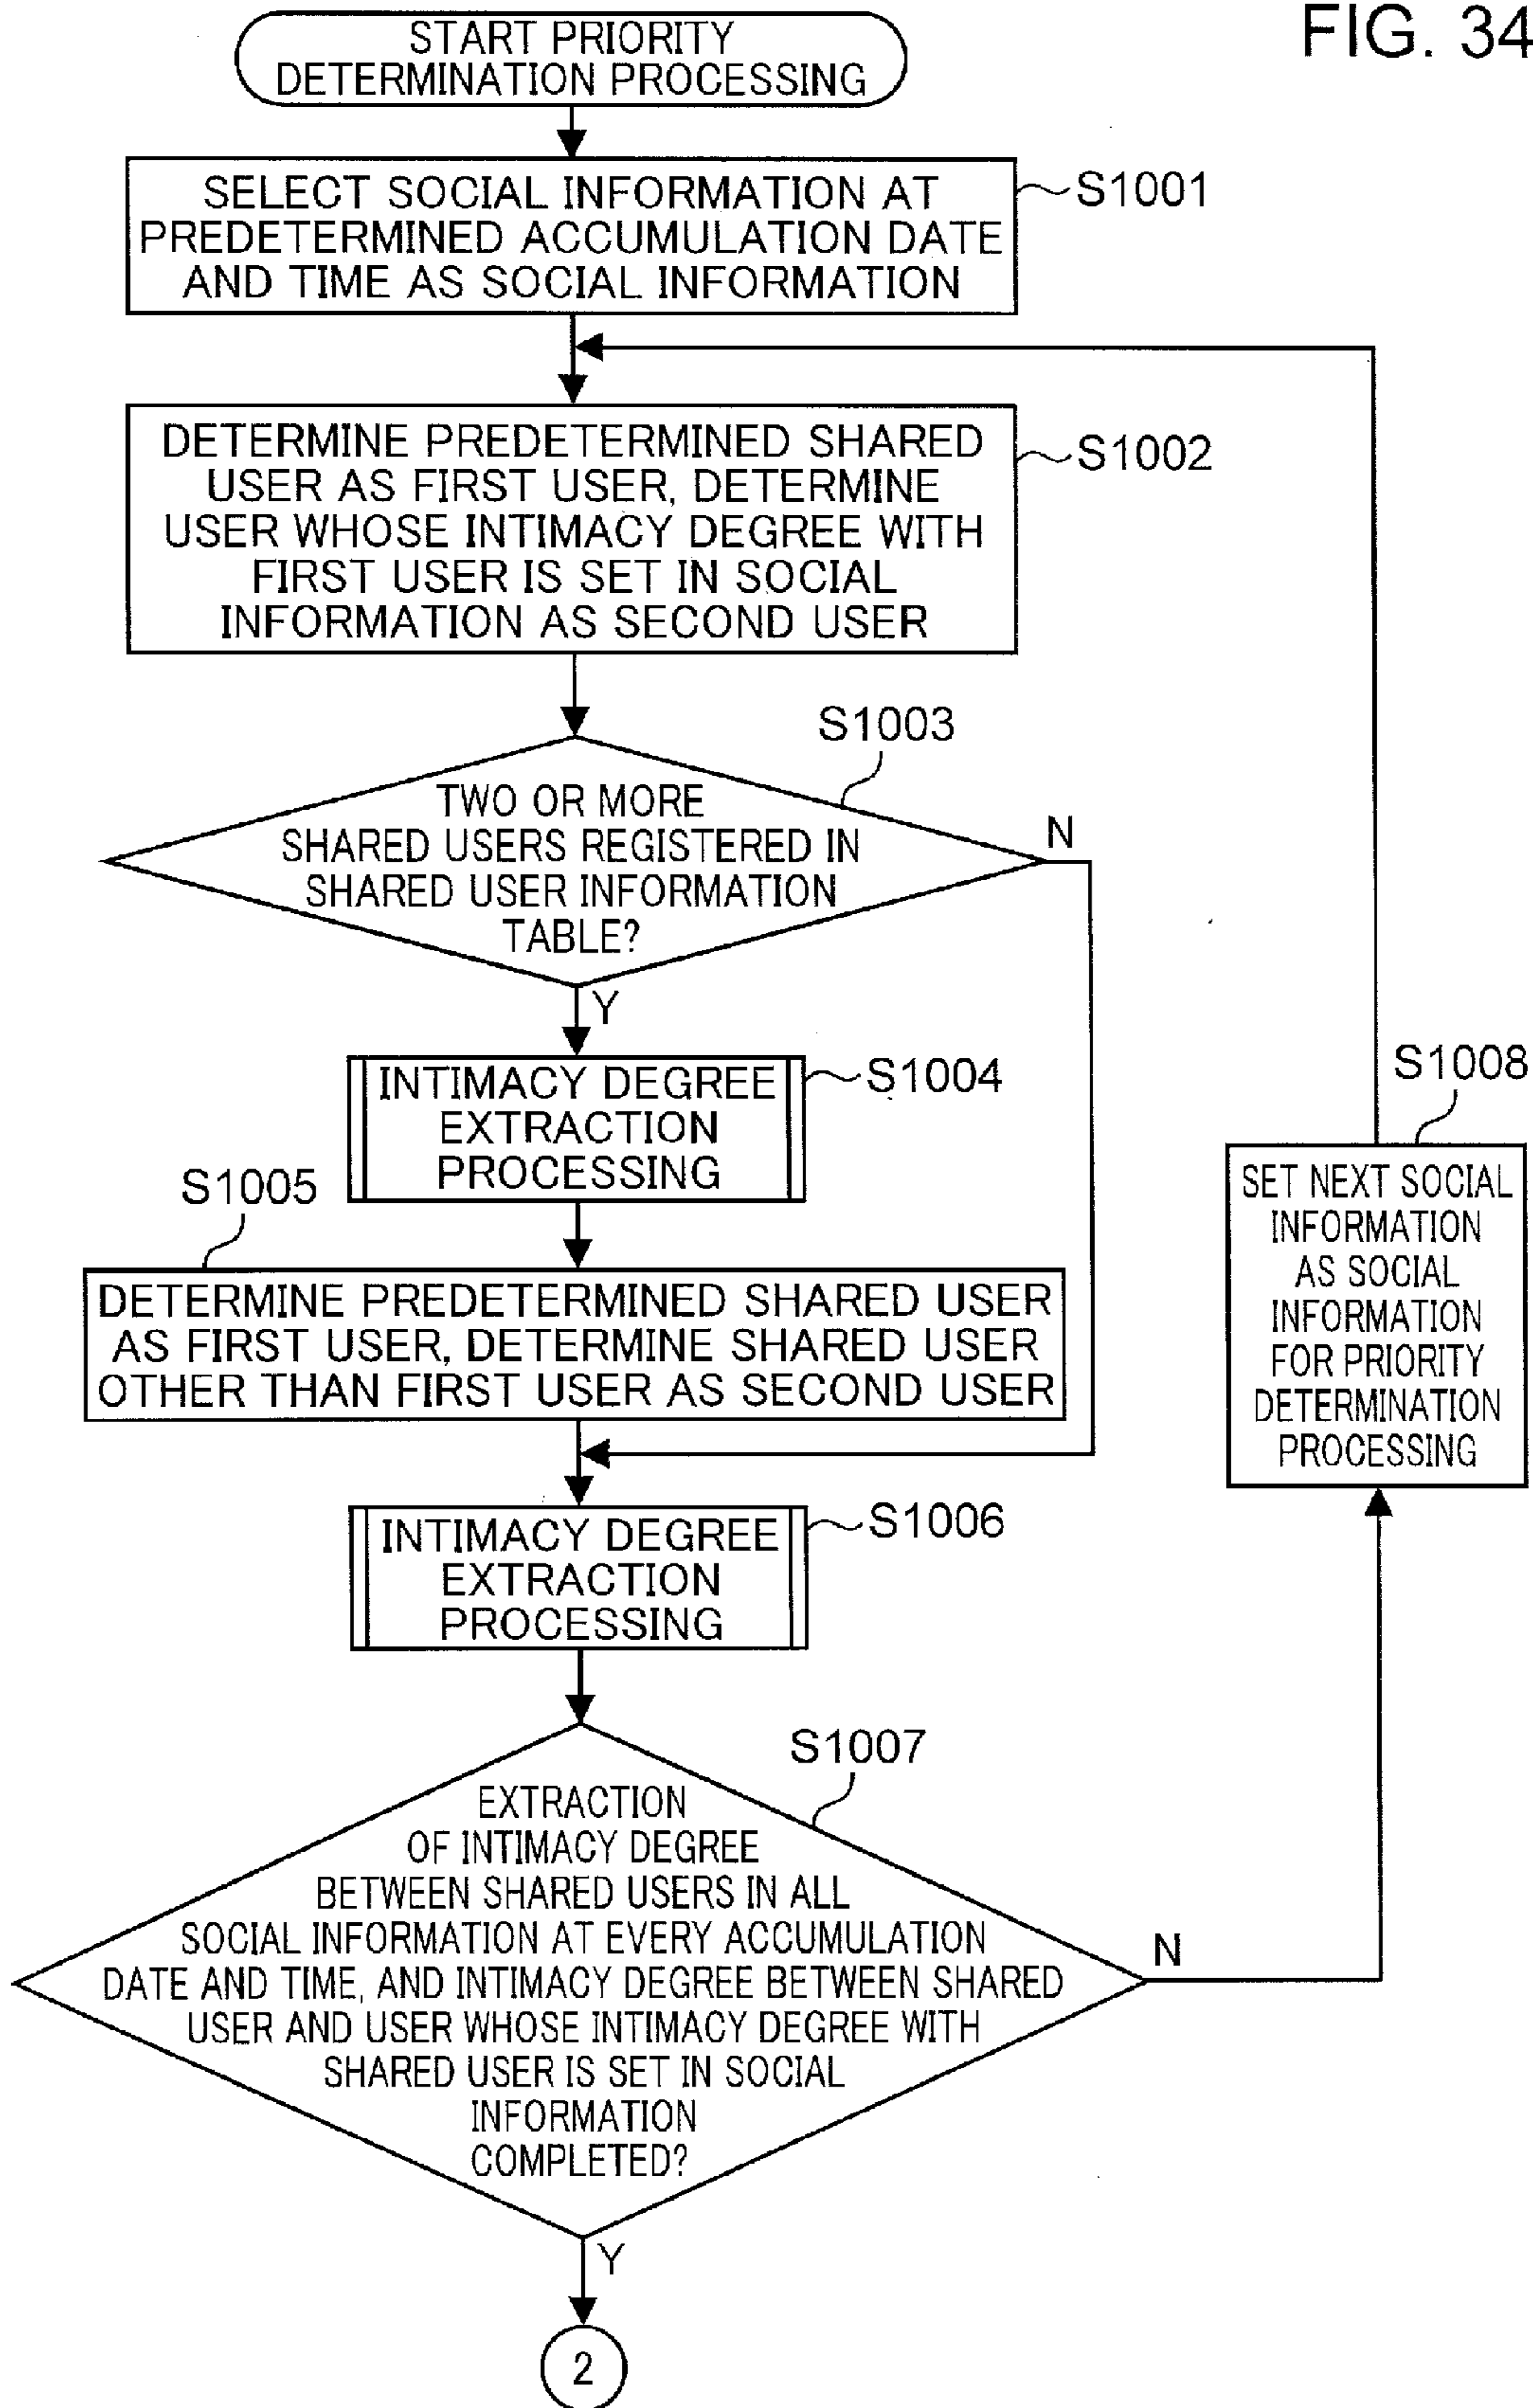 FIG. 34
START PRIORITY
DETERMINATION PROCESSING
SELECT SOCIAL INFORMATION AT
PREDETERMINED ACCUMULATION DATE
AND TIME AS SOCIAL INFORMATION
S1001
DETERMINE PREDETERMINED SHARED
USER AS FIRST USER, DETERMINE
USER WHOSE INTIMACY DEGREE WITH
FIRST USER IS SET IN SOCIAL
INFORMATION AS SECOND USER
S1002
S1003
TWO OR MORE
SHARED USERS REGISTERED IN
SHARED USER INFORMATION
TABLE?
N
Y
INTIMACY DEGREE
EXTRACTION
PROCESSING
S1004
S1005
DETERMINE PREDETERMINED SHARED USER
AS FIRST USER, DETERMINE SHARED USER
OTHER THAN FIRST USER AS SECOND USER
INTIMACY DEGREE
EXTRACTION
PROCESSING
S1006
S1007
EXTRACTION
OF INTIMACY DEGREE
BETWEEN SHARED USERS IN ALL
SOCIAL INFORMATION AT EVERY ACCUMULATION
DATE AND TIME, AND INTIMACY DEGREE BETWEEN SHARED
USER AND USER WHOSE INTIMACY DEGREE WITH
SHARED USER IS SET IN SOCIAL
INFORMATION
COMPLETED?
N
Y
S1008
SET NEXT SOCIAL
INFORMATION
AS SOCIAL
INFORMATION
FOR PRIORITY
DETERMINATION
PROCESSING
2